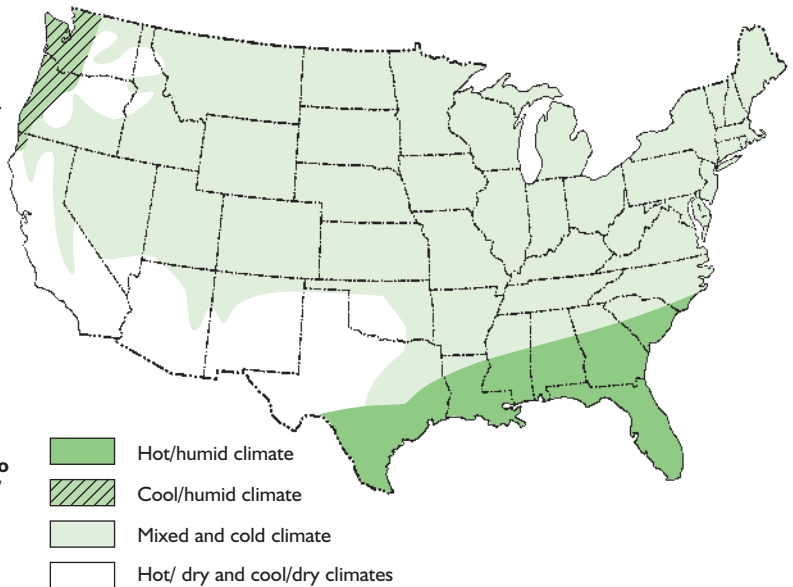 Hot/humid climate
Cool/humid climate
Mixed and cold climate
Hot/ dry and cool/dry climates